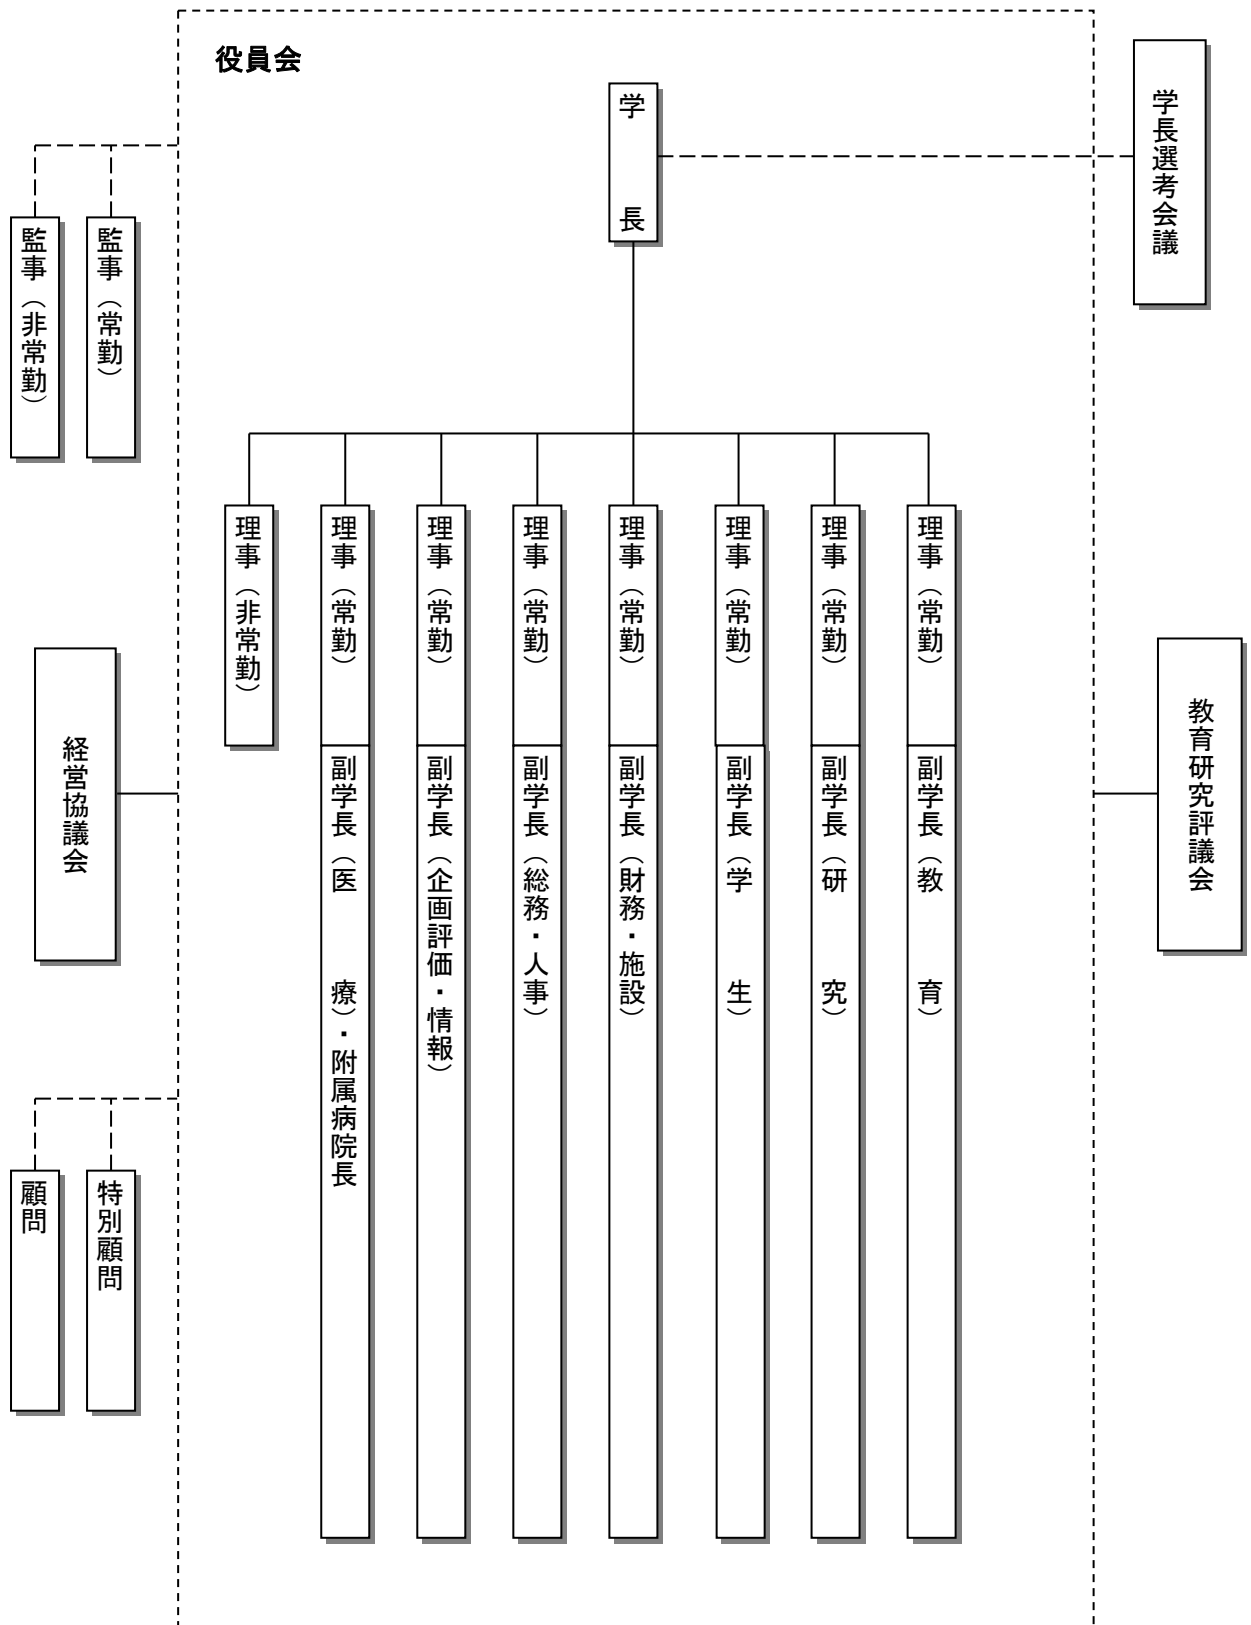 役員会
学長
学長選考会議
監事（常勤）
監事（非常勤）
理事（常勤）
副学長（教育）
理事（常勤）
副学長（研究）
理事（常勤）
副学長（学生）
理事（常勤）
副学長（財務・施設）
理事（常勤）
副学長（総務・人事）
理事（常勤）
副学長（企画評価・情報）
理事（常勤）
副学長（医療）・附属病院長
理事（非常勤）
教育研究評議会
経営協議会
特別顧問
顧問